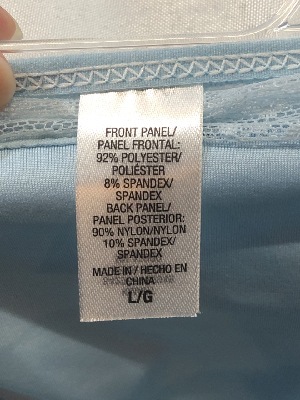 FRONT PANEL/
PANEL FRONTAL:
92% POLYESTER/
POLIÉSTER
8% SPANDEX/
SPANDEX
BACK PANEL/
PANEL POSTERIOR:
90% NYLON/NYLON
10% SPANDEX/
SPANDEX
MADE IN / HECHO EN
CHINA
L/G